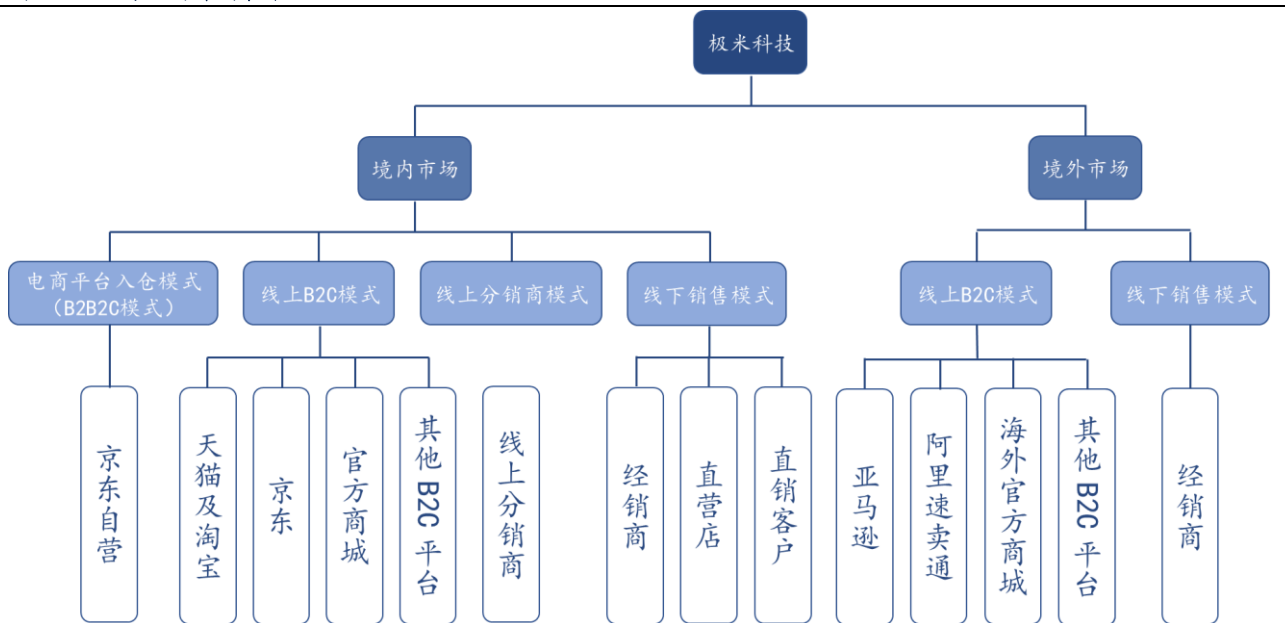 极米科技
境内市场
境外市场
电商平台入仓模式
（B2B2C模式）
线上B2C模式
线上分销商模式
线下销售模式
线上B2C模式
线下销售模式
京东自营
天猫及淘宝
京东
官方商城
其他 B2C 平台
线上分销商
经销商
直营店
直销客户
亚马逊
阿里速卖通
海外官方商城
其他 B2C 平台
经销商